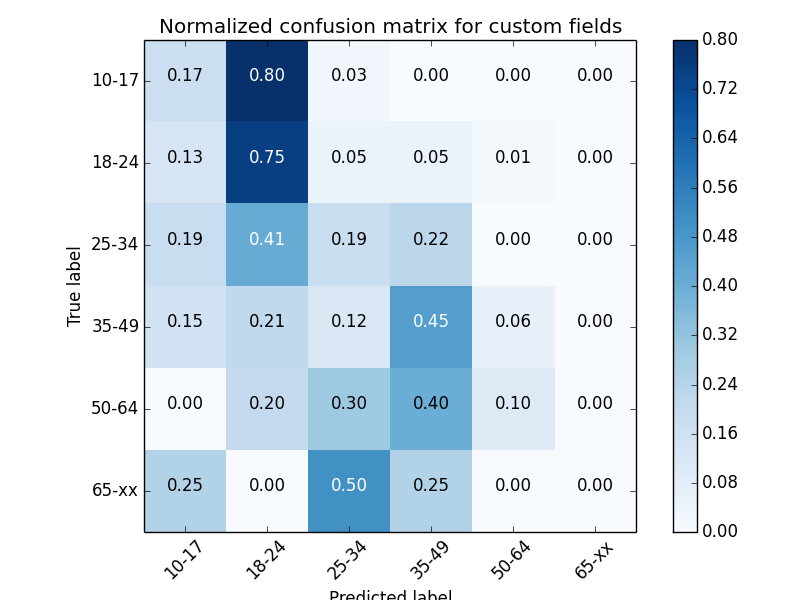 Normalized confusion matrix for custom fields
True label
10-17 0.17 0.80 0.03 0.00 0.00 0.00
18-24 0.13 0.75 0.05 0.05 0.01 0.00
25-34 0.19 0.41 0.19 0.22 0.00 0.00
35-49 0.15 0.21 0.12 0.45 0.06 0.00
50-64 0.00 0.20 0.30 0.40 0.10 0.00
65-xx 0.25 0.00 0.50 0.25 0.00 0.00
10-17 18-24 25-34 35-49 50-64 65-xx
Predicted label
0.80
0.72
0.64
0.56
0.48
0.40
0.32
0.24
0.16
0.08
0.00